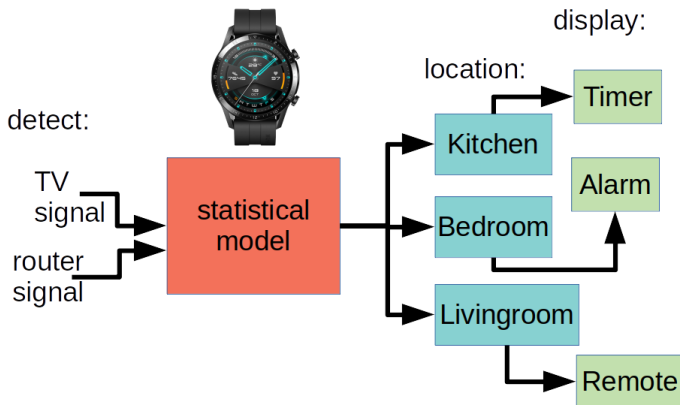 display:
location:
Timer
detect:
Kitchen
Alarm
TV
signal
statistical
model
Bedroom
router
signal
Livingroom
Remote